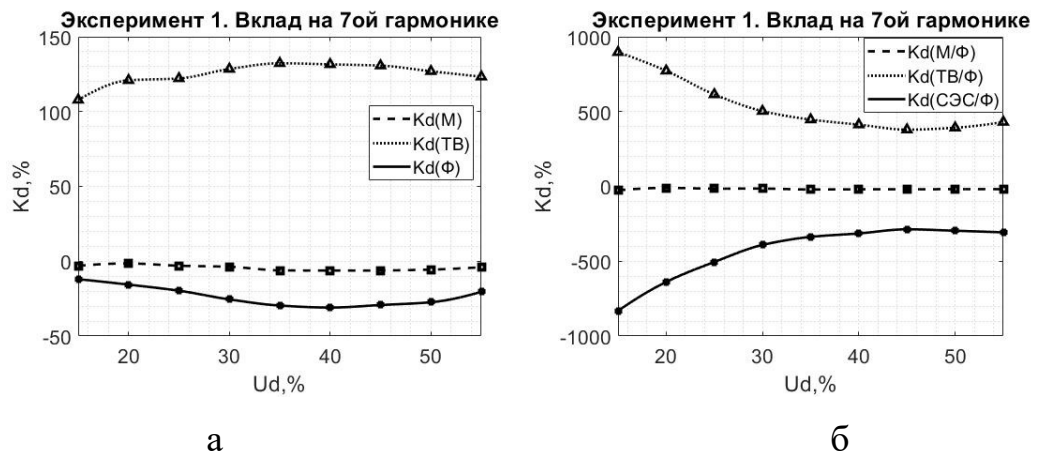 Эксперимент 1. Вклад на 7ой гармонике
150
100
50
0
-50
Kd,%
20
30
40
50
Ud,%
Kd(М)
Kd(ТВ)
Kd(Ф)
а
Эксперимент 1. Вклад на 7ой гармонике
1000
500
0
-500
-1000
Kd,%
20
30
40
50
Ud,%
Kd(М/Ф)
Kd(ТВ/Ф)
Kd(СЭС/Ф)
б